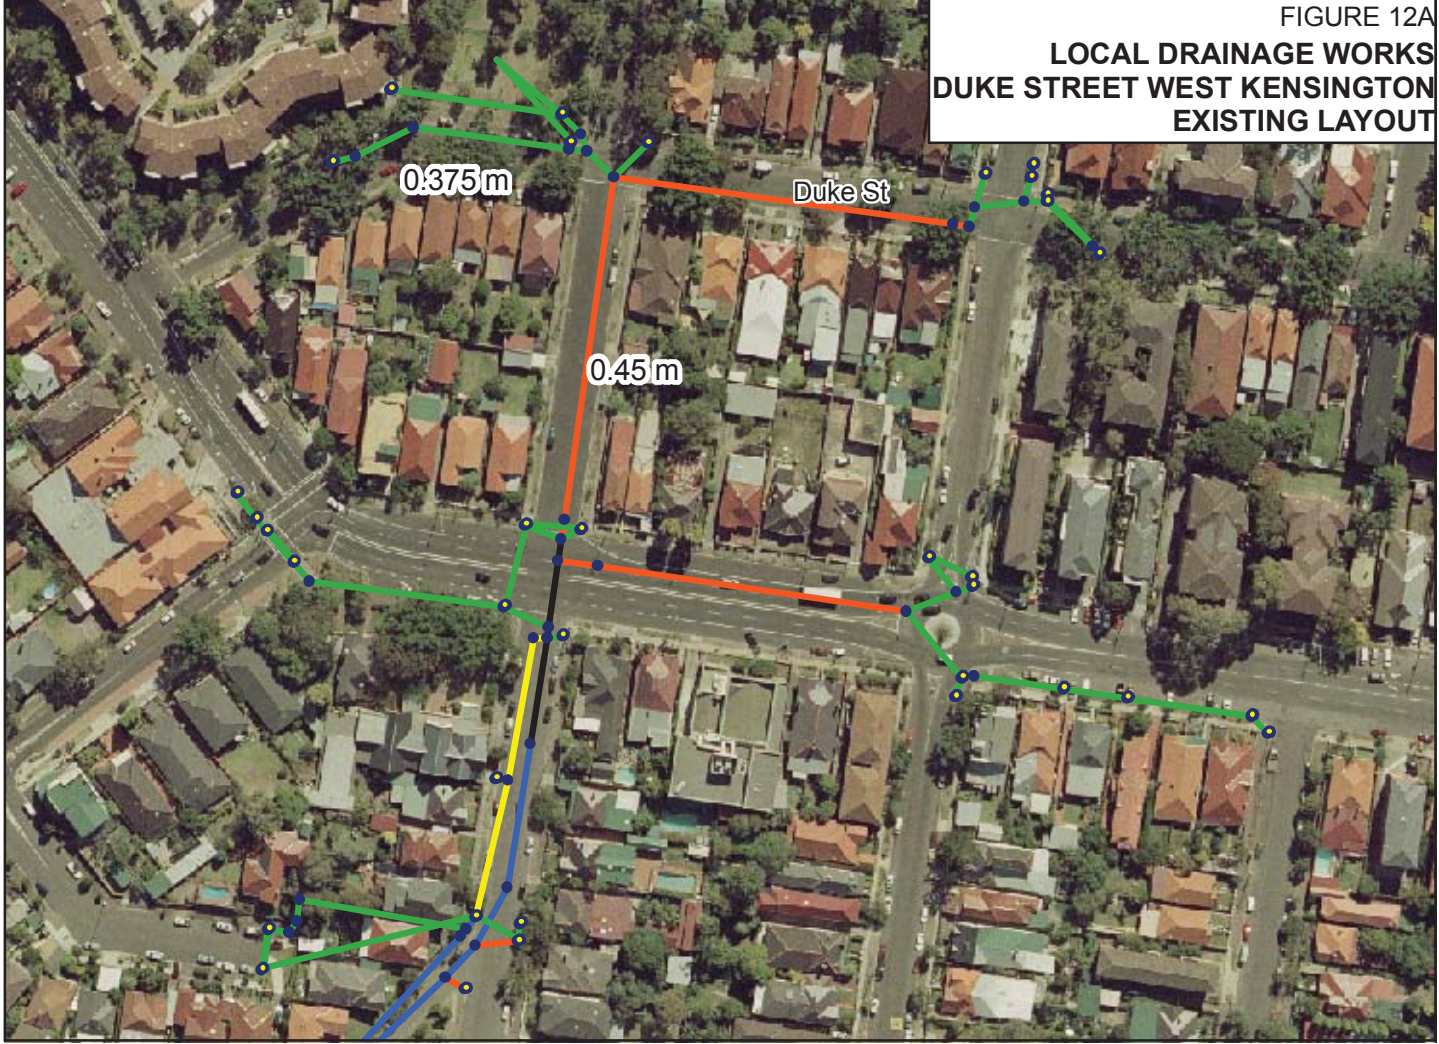 FIGURE 12A
LOCAL DRAINAGE WORKS
DUKE STREET WEST KENSINGTON
EXISTING LAYOUT
0.375 m
Duke St
0.45 m